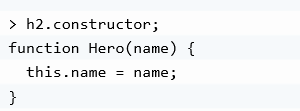 > h2.constructor;
function Hero(name) {
  this.name = name;
}